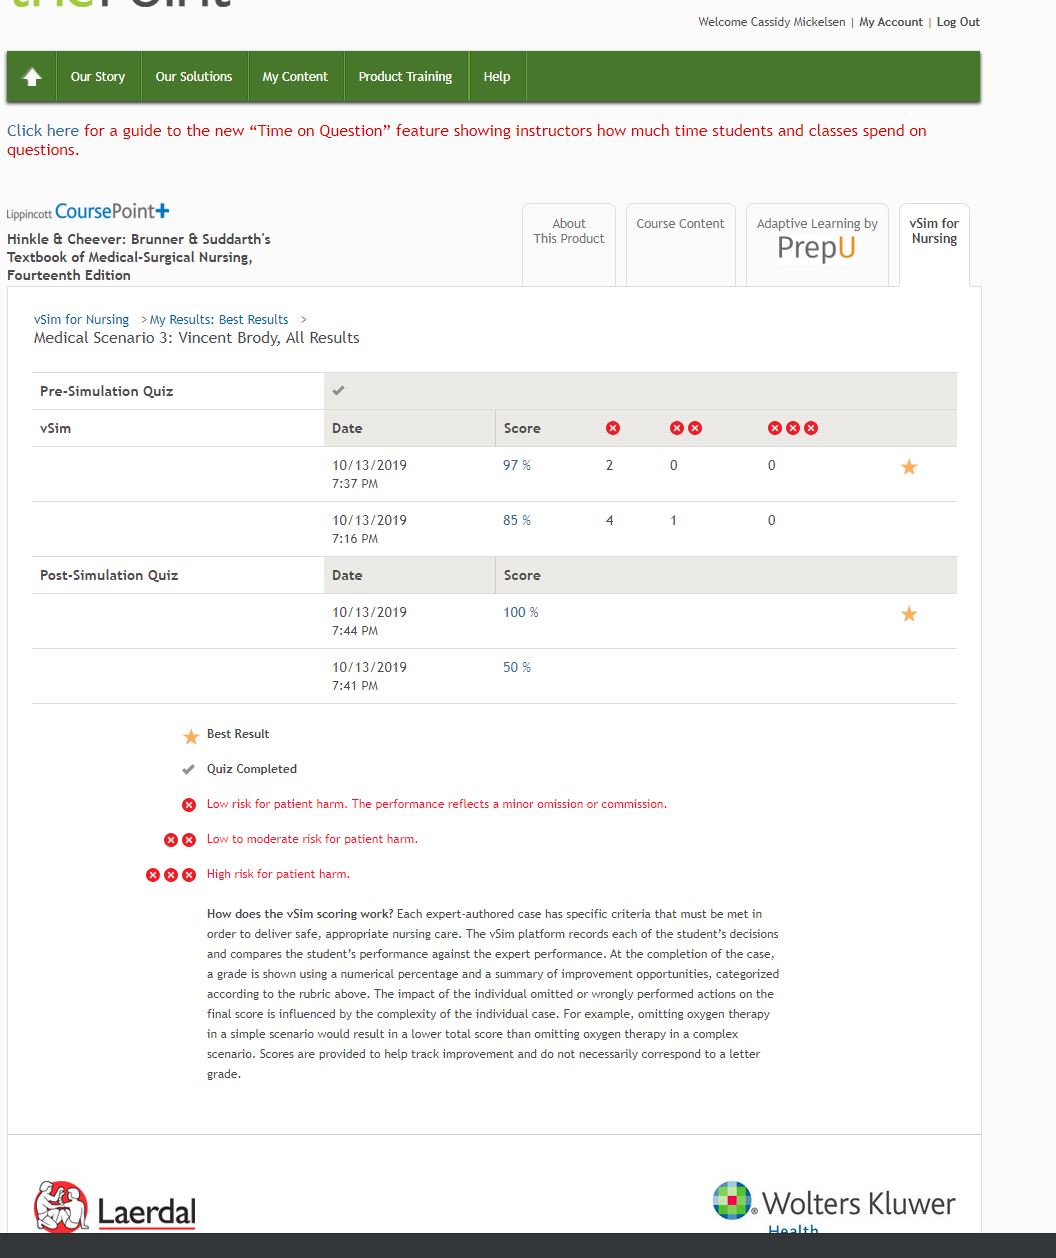 thePoint
Welcome Cassidy Mickelsen | My Account | Log Out
Our Story Our Solutions My Content Product Training Help
Click here for a guide to the new “Time on Question” feature showing instructors how much time students and classes spend on
questions.
Lippincott CoursePoint+
Hinkle & Cheever: Brunner & Suddarth's
Textbook of Medical-Surgical Nursing,
Fourteenth Edition
About
This Product
Course Content
Adaptive Learning by
PrepU
vSim for
Nursing
vSim for Nursing > My Results: Best Results >
Medical Scenario 3: Vincent Brody, All Results
Pre-Simulation Quiz
vSim Date Score
10/13/2019 97 % 2 0 0
7:37 PM
10/13/2019 85 % 4 1 0
7:16 PM
Post-Simulation Quiz Date Score
10/13/2019 100 %
7:44 PM
10/13/2019 50 %
7:41 PM
Best Result
Quiz Completed
Low risk for patient harm. The performance reflects a minor omission or commission.
Low to moderate risk for patient harm.
High risk for patient harm.
How does the vSim scoring work? Each expert-authored case has specific criteria that must be met in
order to deliver safe, appropriate nursing care. The vSim platform records each of the student’s decisions
and compares the student’s performance against the expert performance. At the completion of the case,
a grade is shown using a numerical percentage and a summary of improvement opportunities, categorized
according to the rubric above. The impact of the individual omitted or wrongly performed actions on the
final score is influenced by the complexity of the individual case. For example, omitting oxygen therapy
in a simple scenario would result in a lower total score than omitting oxygen therapy in a complex
scenario. Scores are provided to help track improvement and do not necessarily correspond to a letter
grade.
Laerdal
Wolters Kluwer
Health